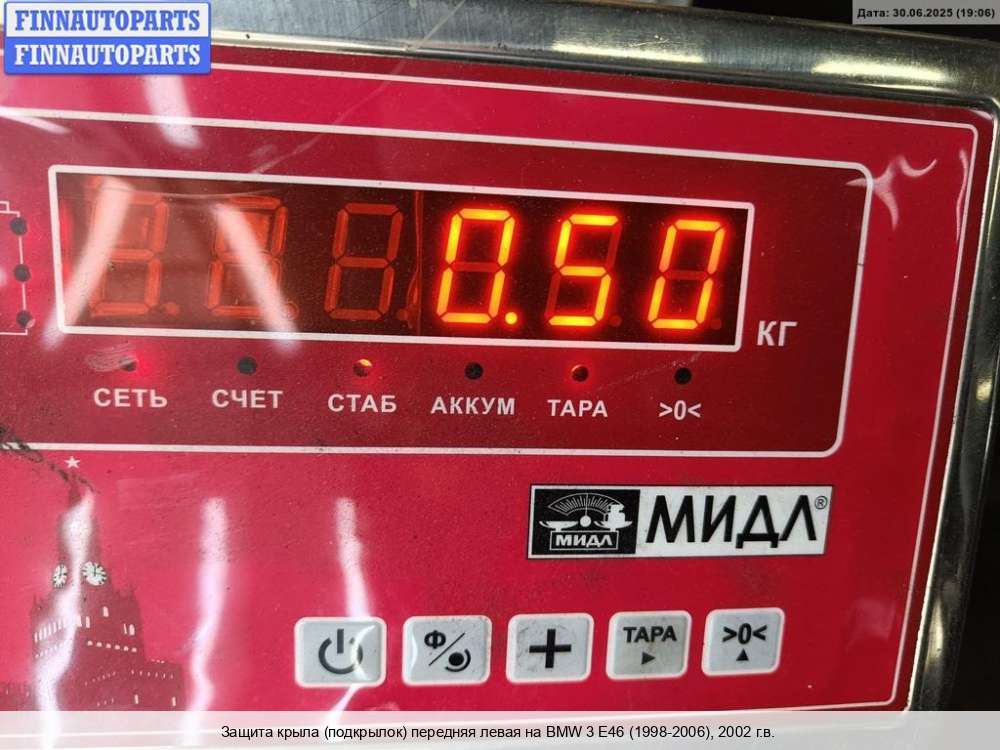 FINNAUTOPARTS
FINNAUTOPARTS
Дата: 30.06.2025 (19:06)
0.50
КГ
СЕТЬ СЧЕТ СТАБ АККУМ ТАРА >0<
МИДЛ МИДЛ®
Ф ТАРА >0<
Защита крыла (подкрылок) передняя левая на BMW 3 E46 (1998-2006), 2002 г.в.